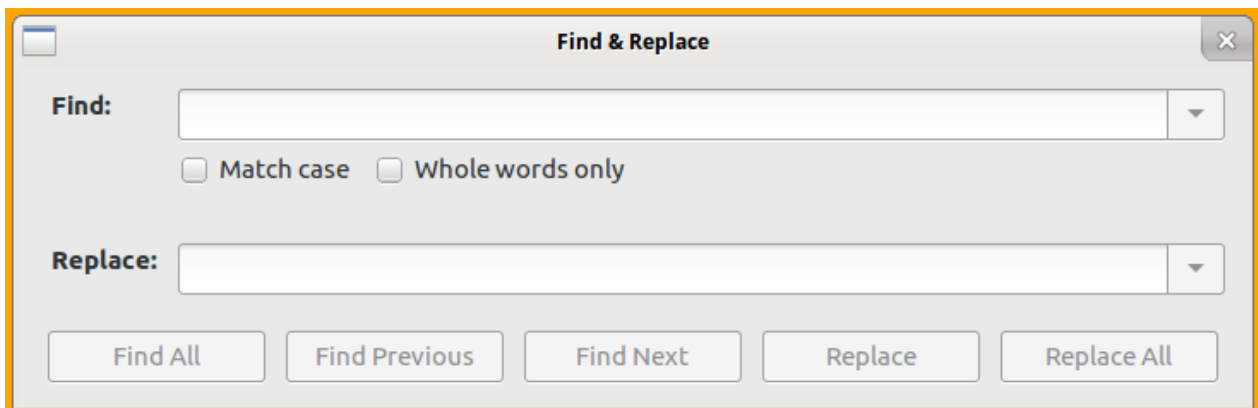 Find & Replace
Find:
Match case Whole words only
Replace:
Find All Find Previous Find Next Replace Replace All